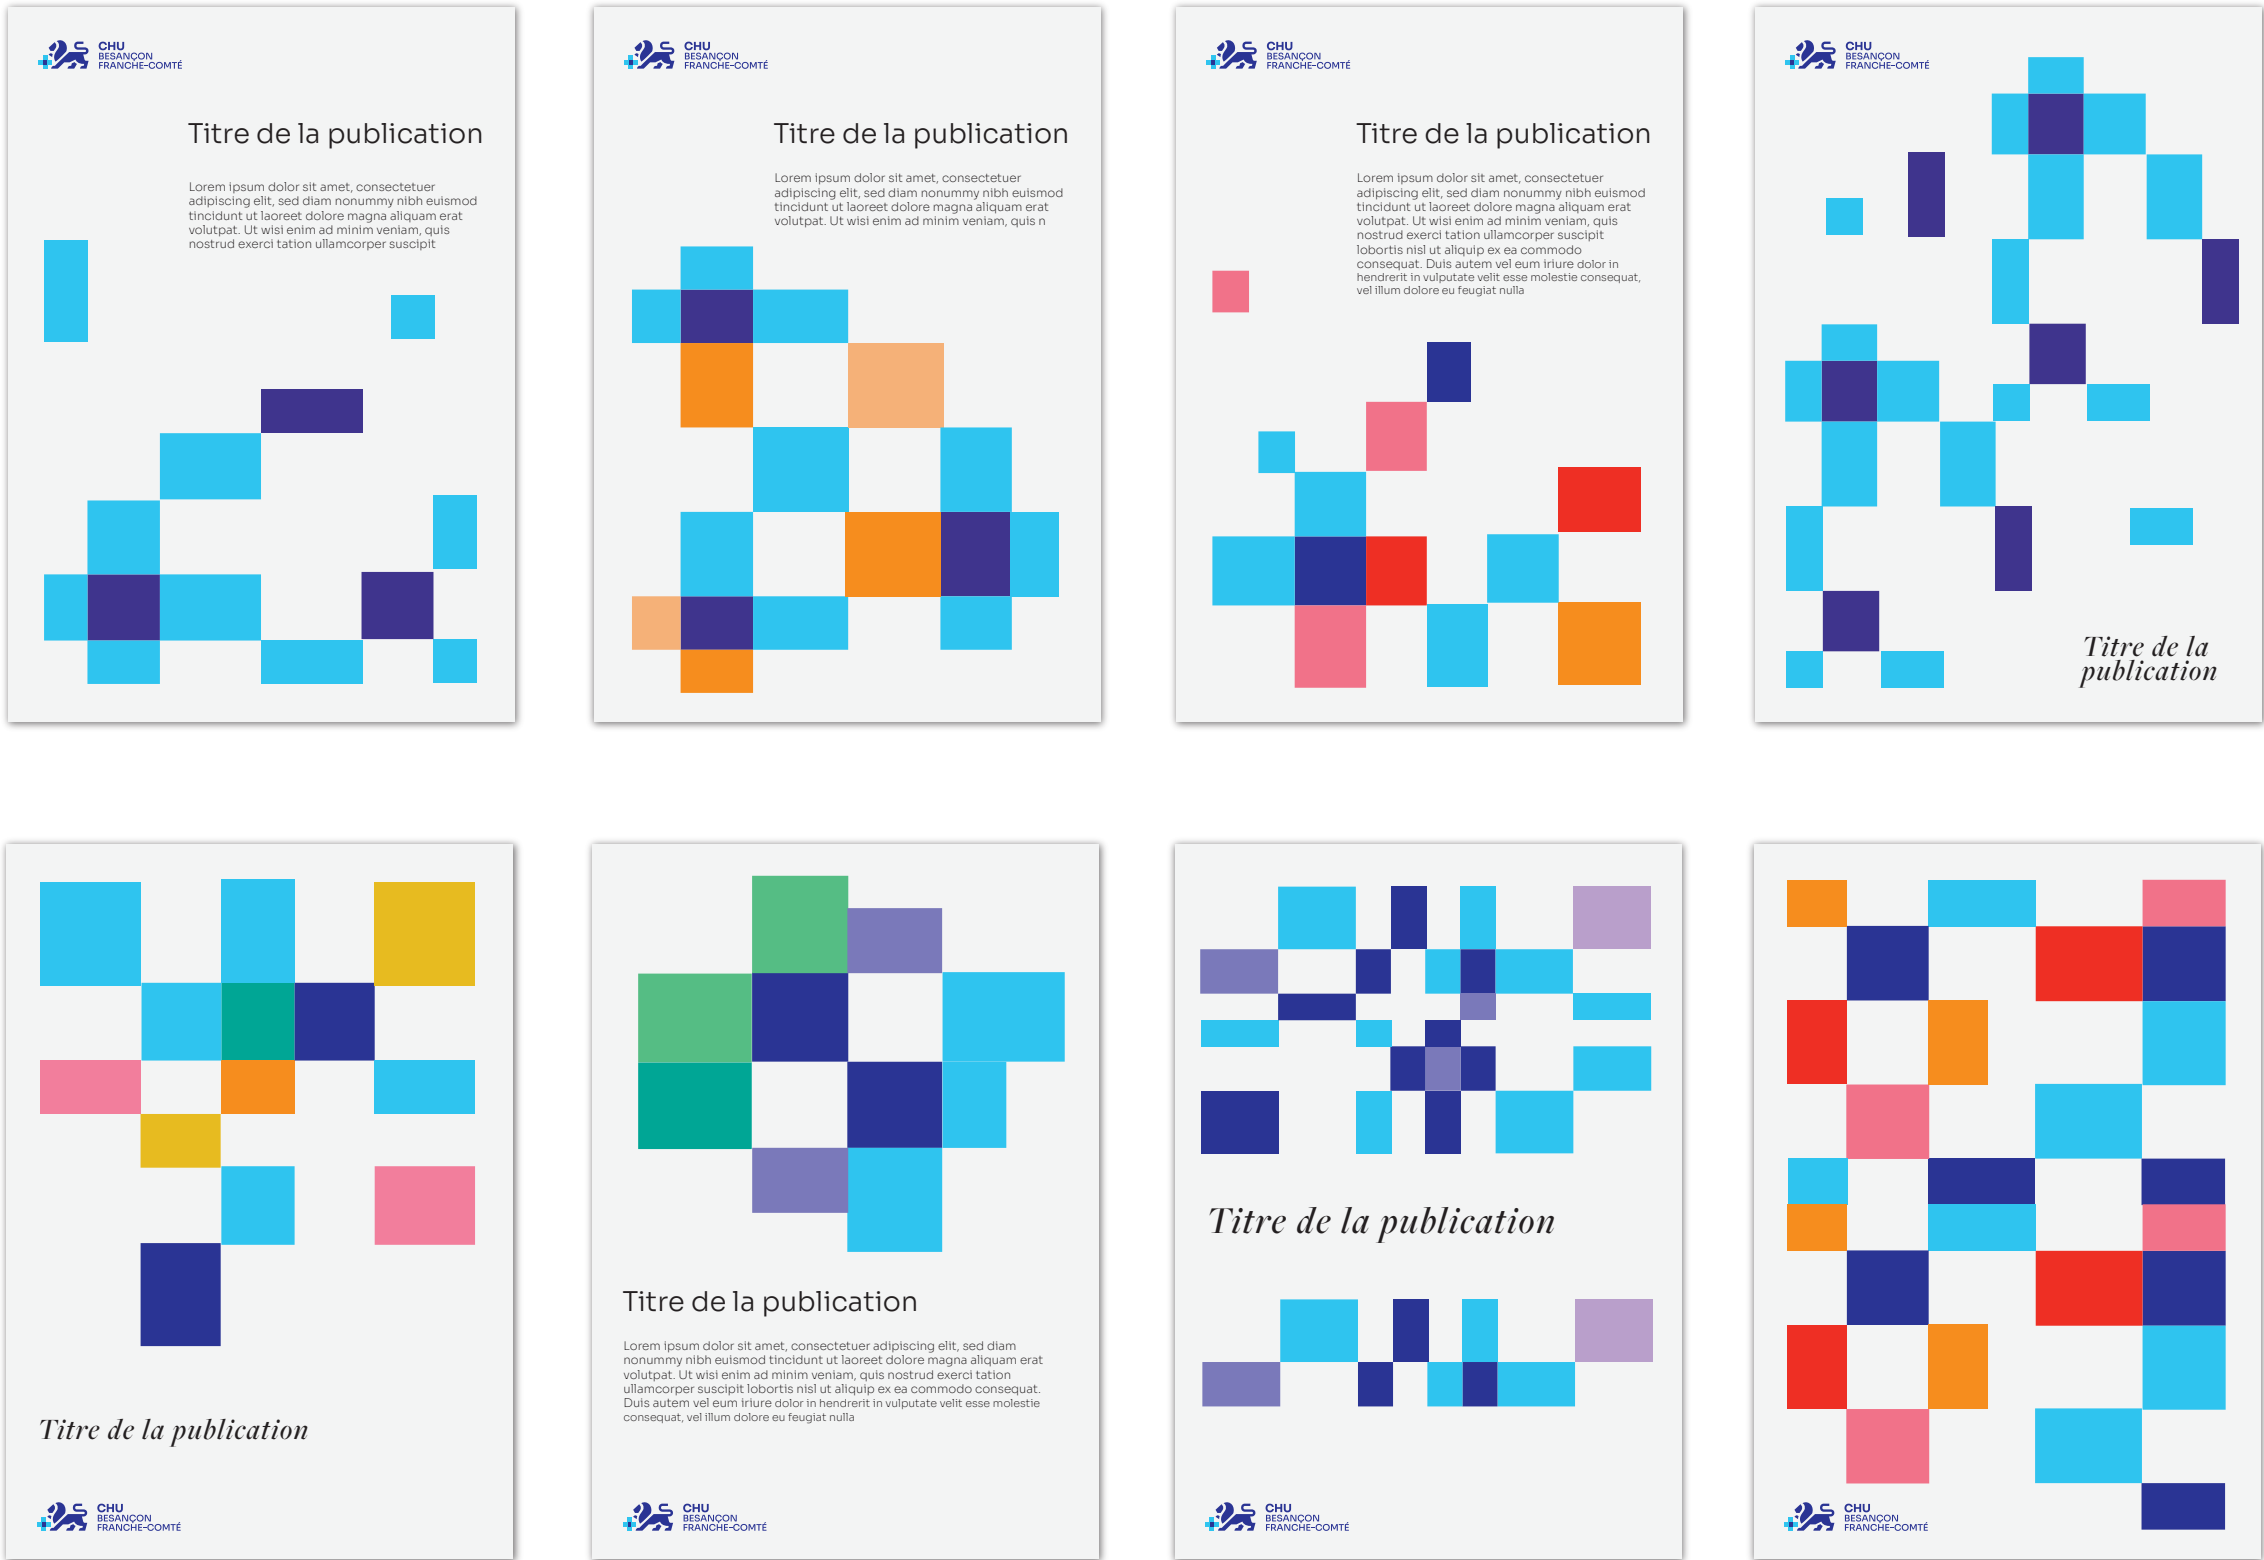 CHU
BESANÇON
FRANCHE-COMTÉ
Titre de la publication
Lorem ipsum dolor sit amet, consectetuer
adipiscing elit, sed diam nonummy nibh euismod
tincidunt ut laoreet dolore magna aliquam erat
volutpat. Ut wisi enim ad minim veniam, quis
nostrud exerci tation ullamcorper suscipit
CHU
BESANÇON
FRANCHE-COMTÉ
Titre de la publication
Lorem ipsum dolor sit amet, consectetuer
adipiscing elit, sed diam nonummy nibh euismod
tincidunt ut laoreet dolore magna aliquam erat
volutpat. Ut wisi enim ad minim veniam, quis n
CHU
BESANÇON
FRANCHE-COMTÉ
Titre de la publication
Lorem ipsum dolor sit amet, consectetuer
adipiscing elit, sed diam nonummy nibh euismod
tincidunt ut laoreet dolore magna aliquam erat
volutpat. Ut wisi enim ad minim veniam, quis
nostrud exerci tation ullamcorper suscipit
lobortis nisl ut aliquip ex ea commodo
consequat. Duis autem vel eum iriure dolor in
hendrerit in vulputate velit esse molestie consequat,
vel illum dolore eu feugiat nulla
CHU
BESANÇON
FRANCHE-COMTÉ
Titre de la
publication
Titre de la publication
CHU
BESANÇON
FRANCHE-COMTÉ
Titre de la publication
Lorem ipsum dolor sit amet, consectetuer adipiscing elit, sed diam
nonummy nibh euismod tincidunt ut laoreet dolore magna aliquam erat
volutpat. Ut wisi enim ad minim veniam, quis nostrud exerci tation
ullamcorper suscipit lobortis nisl ut aliquip ex ea commodo consequat.
Duis autem vel eum iriure dolor in hendrerit in vulputate velit esse molestie
consequat, vel illum dolore eu feugiat nulla
CHU
BESANÇON
FRANCHE-COMTÉ
Titre de la publication
CHU
BESANÇON
FRANCHE-COMTÉ
CHU
BESANÇON
FRANCHE-COMTÉ